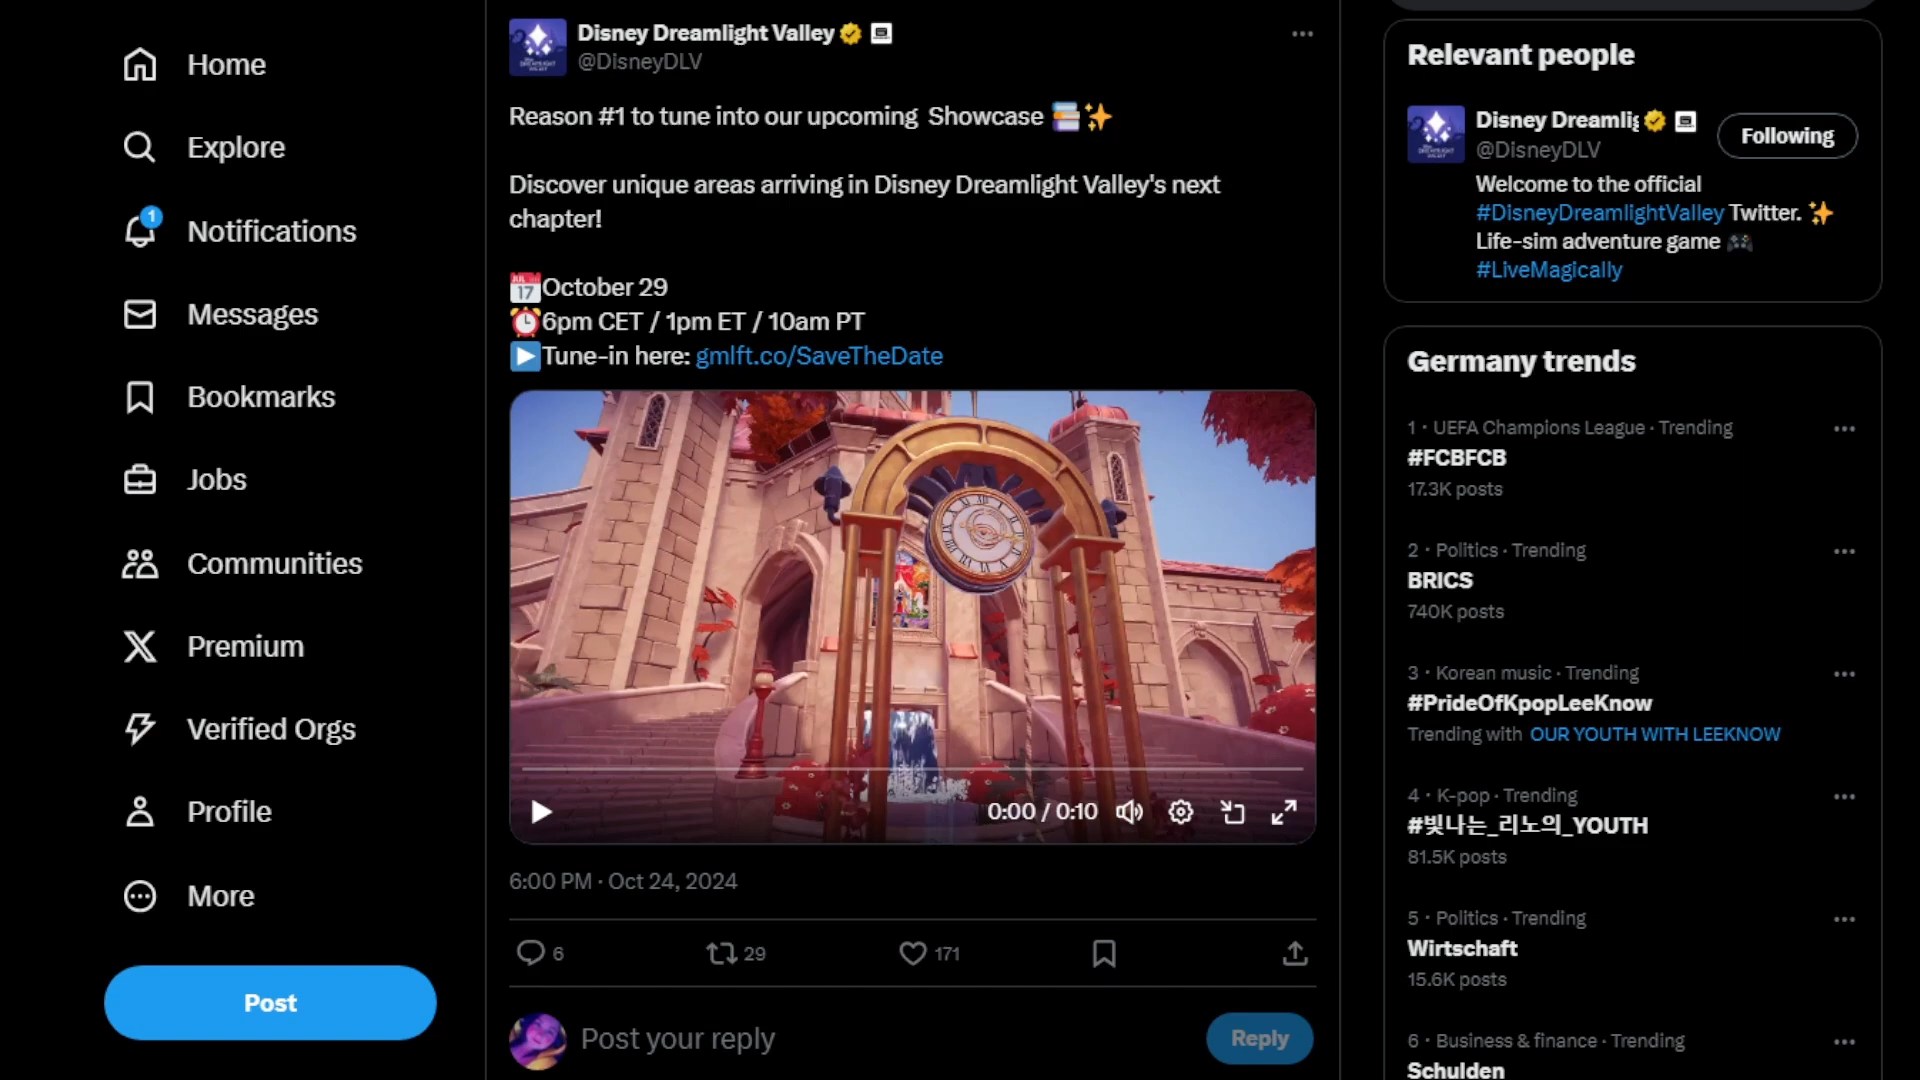 Home
Explore
1
Notifications
Messages
Bookmarks
Jobs
Communities
Premium
Verified Orgs
Profile
More
Post
Disney Dreamlight Valley
@DisneyDLV
Reason #1 to tune into our upcoming Showcase
Discover unique areas arriving in Disney Dreamlight Valley's next
chapter!
17 October 29
6pm CET / 1pm ET / 10am PT
Tune-in here: gmlft.co/SaveTheDate
0:00 / 0:10
6:00 PM · Oct 24, 2024
6
29
171
Post your reply
Reply
Relevant people
Disney Dreamlig
@DisneyDLV
Following
Welcome to the official
#DisneyDreamlightValley Twitter.
Life-sim adventure game
#LiveMagically
Germany trends
1 · UEFA Champions League · Trending
#FCBFCB
17.3K posts
2 · Politics · Trending
BRICS
740K posts
3 · Korean music · Trending
#PrideOfKpopLeeKnow
Trending with OUR YOUTH WITH LEEKNOW
4 · K-pop · Trending
#빛나는_리노의_YOUTH
81.5K posts
5 · Politics · Trending
Wirtschaft
15.6K posts
6 · Business & finance · Trending
Schulden